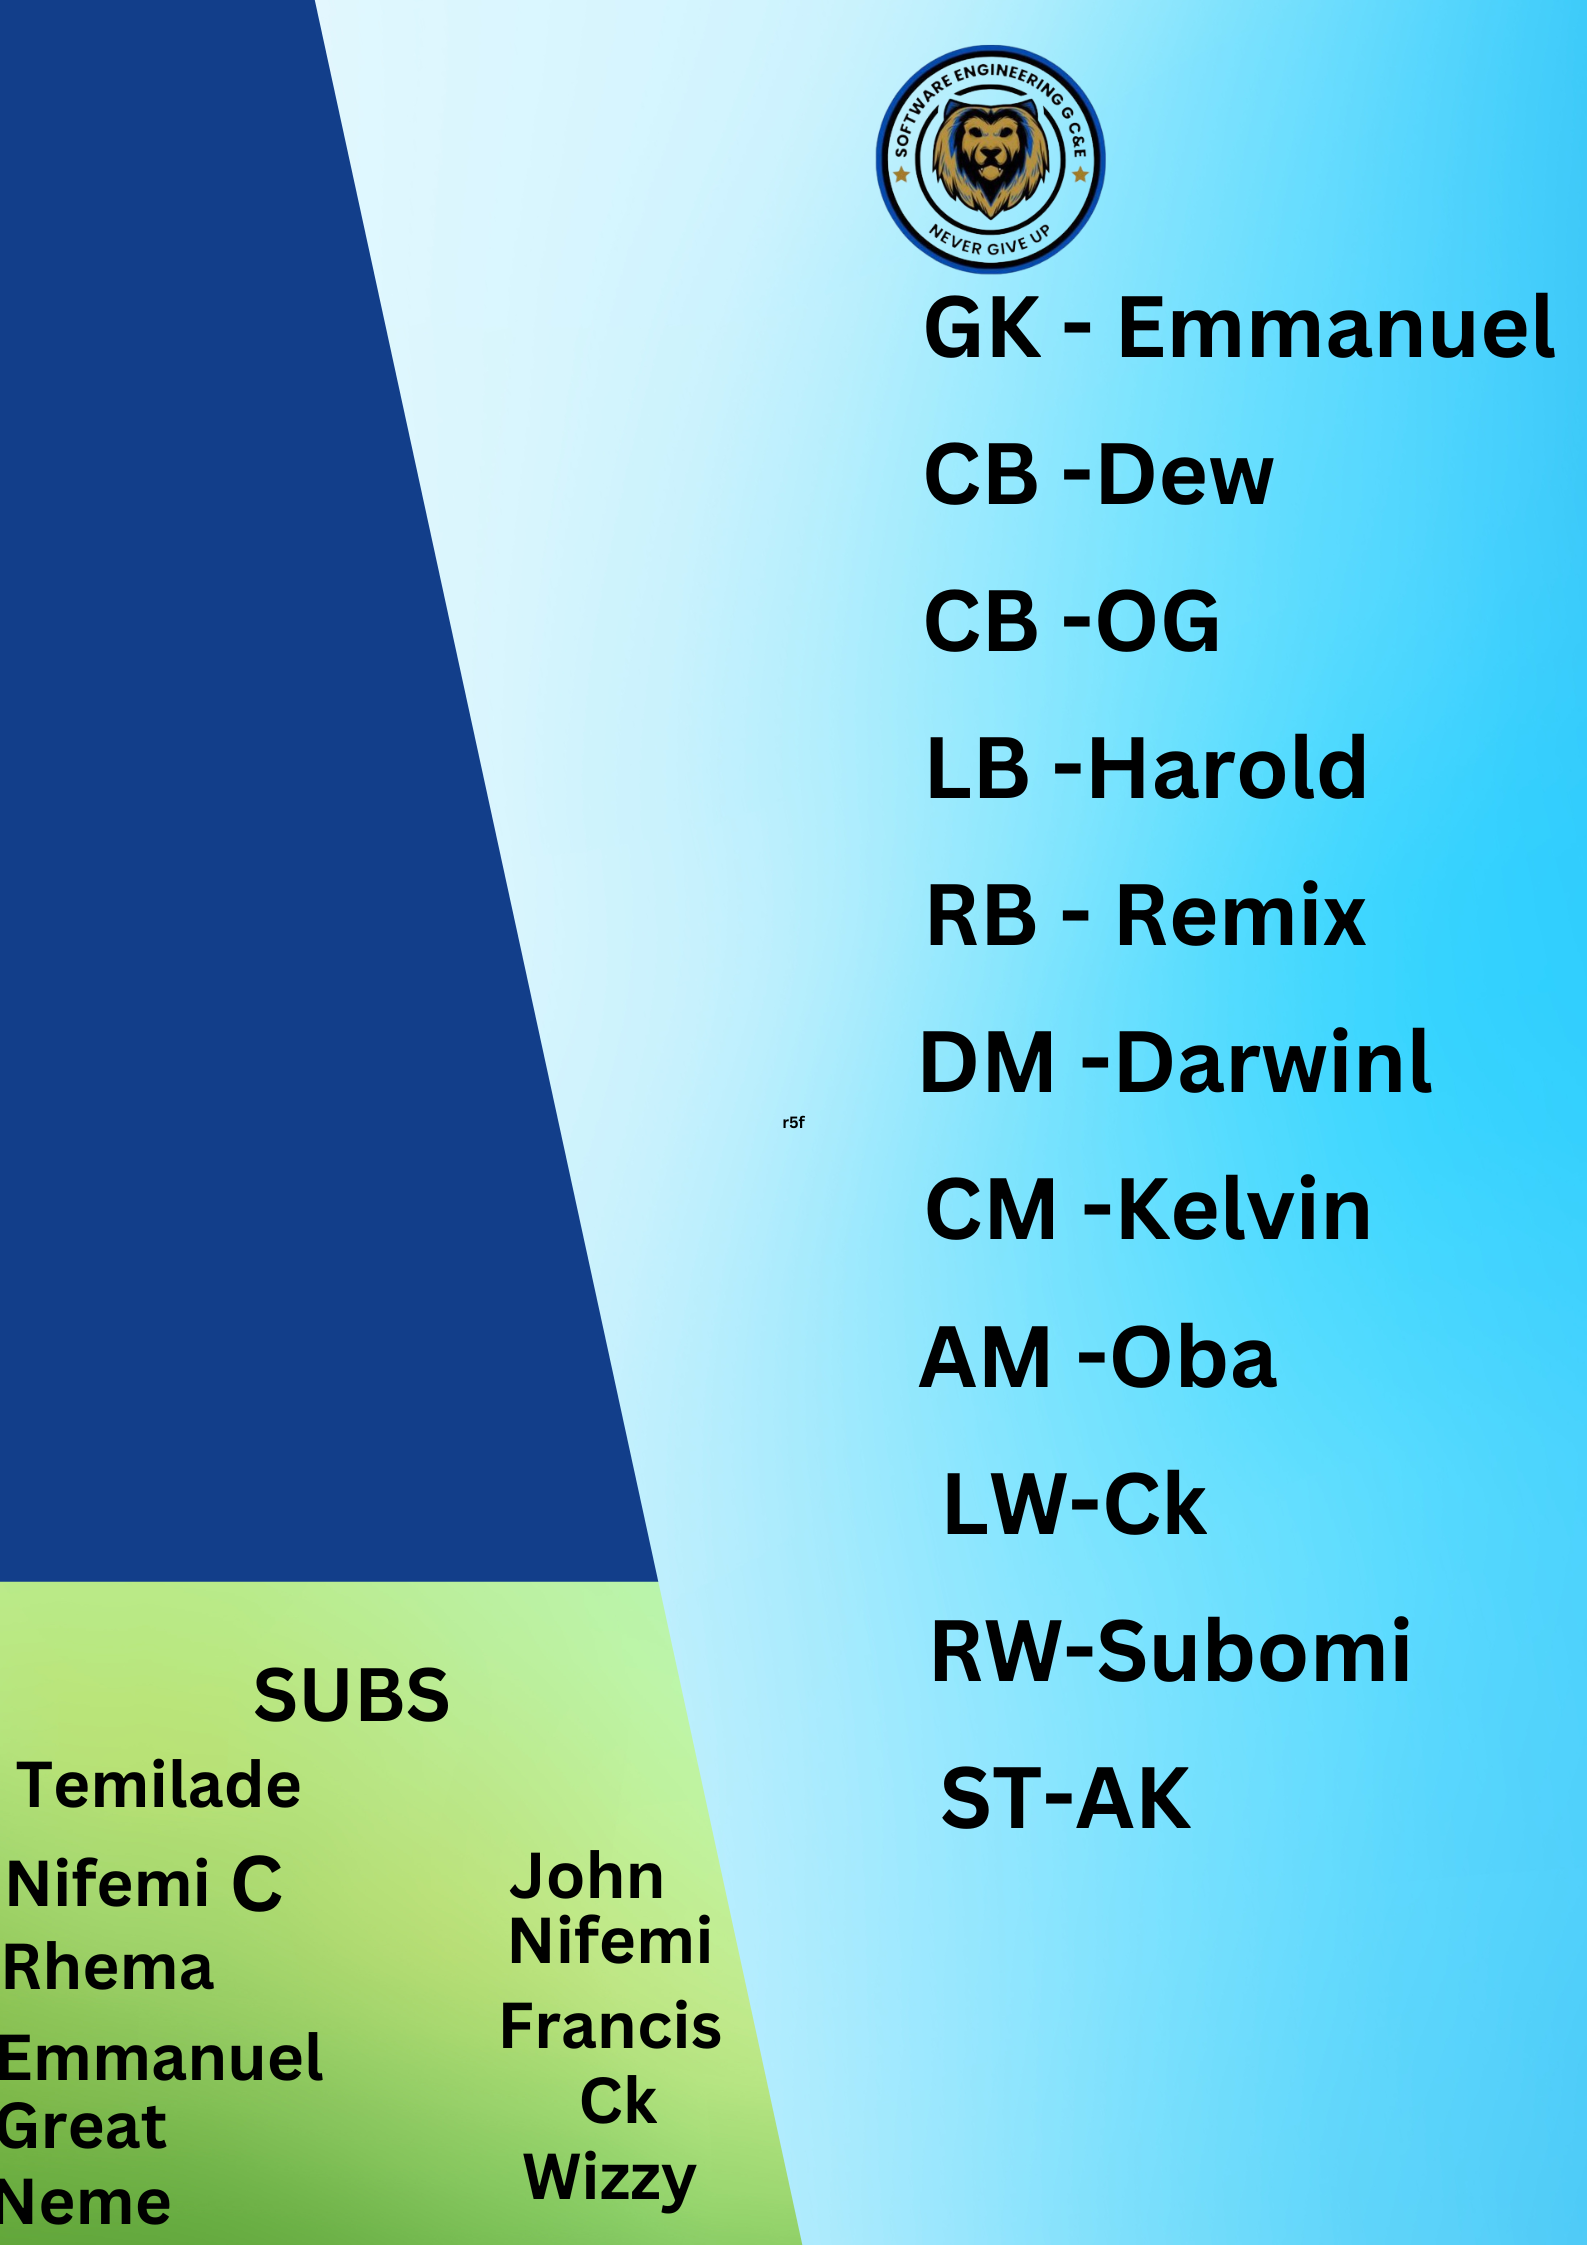 SOFTWARE ENGINEERING G C&E
NEVER GIVE UP
GK - Emmanuel
CB -Dew
CB -OG
LB -Harold
RB - Remix
DM -Darwinl
r5f
CM -Kelvin
AM -Oba
LW-Ck
RW-Subomi
ST-AK
SUBS
Temilade
Nifemi C
Rhema
Emmanuel
Great
Neme
John
Nifemi
Francis
Ck
Wizzy